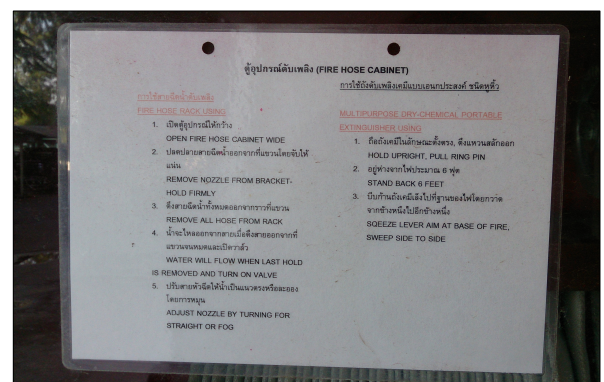 ตู้อุปกรณ์ดับเพลิง (FIRE HOSE CABINET)
การใช้สายฉีดน้ำดับเพลิง
FIRE HOSE RACK USING
1. เปิดตู้อุปกรณ์ให้กว้าง
OPEN FIRE HOSE CABINET WIDE
2. ปลดปลายสายฉีดน้ำออกจากที่แขวนโดยจับให้
แน่น
REMOVE NOZZLE FROM BRACKET-
HOLD FIRMLY
3. ดึงสายฉีดน้ำทั้งหมดออกจากราวที่แขวน
REMOVE ALL HOSE FROM RACK
4. น้ำจะไหลออกจากสายเมื่อดึงสายออกจากที่
แขวนจนหมดและเปิดวาล์ว
WATER WILL FLOW WHEN LAST HOLD
IS REMOVED AND TURN ON VALVE
5. ปรับสายหัวฉีดให้น้ำเป็นแนวตรงหรือละออง
โดยการหมุน
ADJUST NOZZLE BY TURNING FOR
STRAIGHT OR FOG
การใช้ถังดับเพลิงเคมีแบบเอนกประสงค์ ชนิดหูหิ้ว
MULTIPURPOSE DRY-CHEMICAL PORTABLE
EXTINGUISHER USING
1. ถือถังเคมีในลักษณะตั้งตรง, ดึงแหวนสลักออก
HOLD UPRIGHT, PULL RING PIN
2. อยู่ห่างจากไฟประมาณ 6 ฟุต
STAND BACK 6 FEET
3. บีบก้านถังเคมีเล็งไปที่ฐานของไฟโดยกวาด
จากข้างหนึ่งไปอีกข้างหนึ่ง
SQEEZE LEVER AIM AT BASE OF FIRE,
SWEEP SIDE TO SIDE